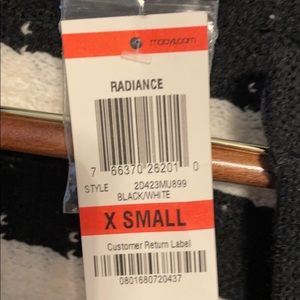 macys.com
RADIANCE
7 66370 26201 0
STYLE 2D423MU899
BLACK/WHITE
X SMALL
Customer Return Label
0801680720437